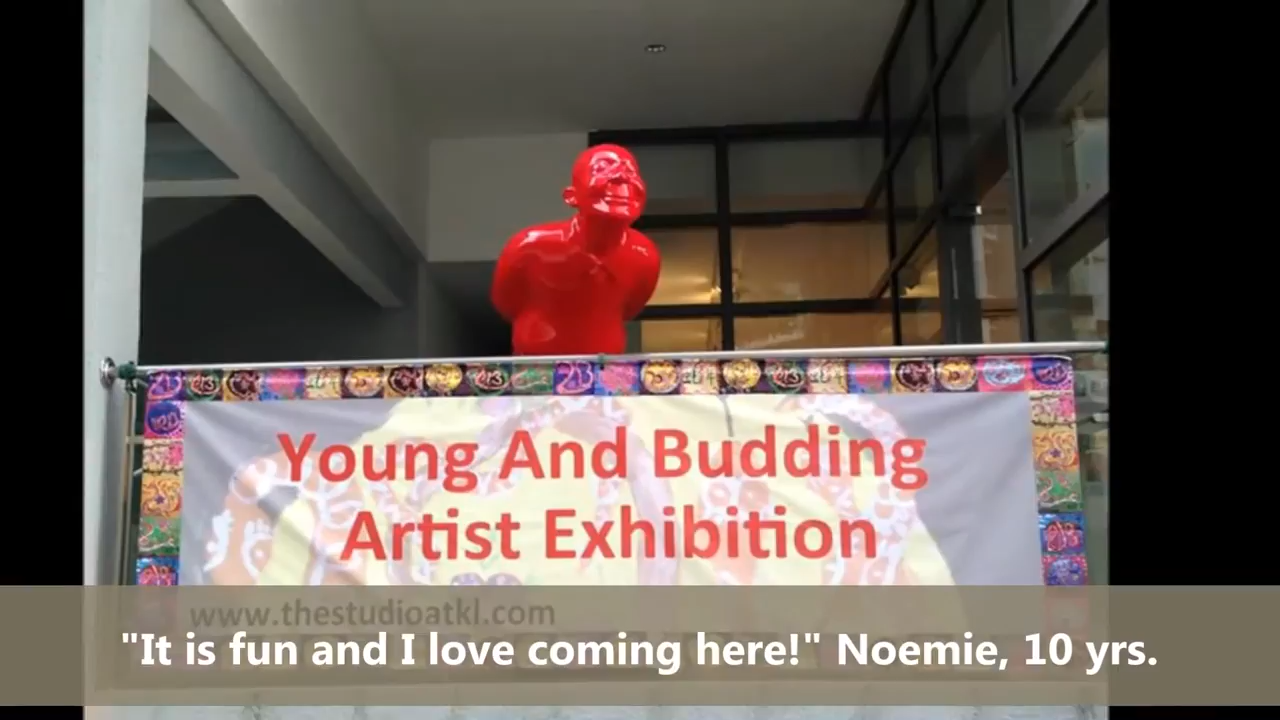 Young And Budding
Artist Exhibition
www.thestudioatkl.com
"It is fun and I love coming here!" Noemie, 10 yrs.